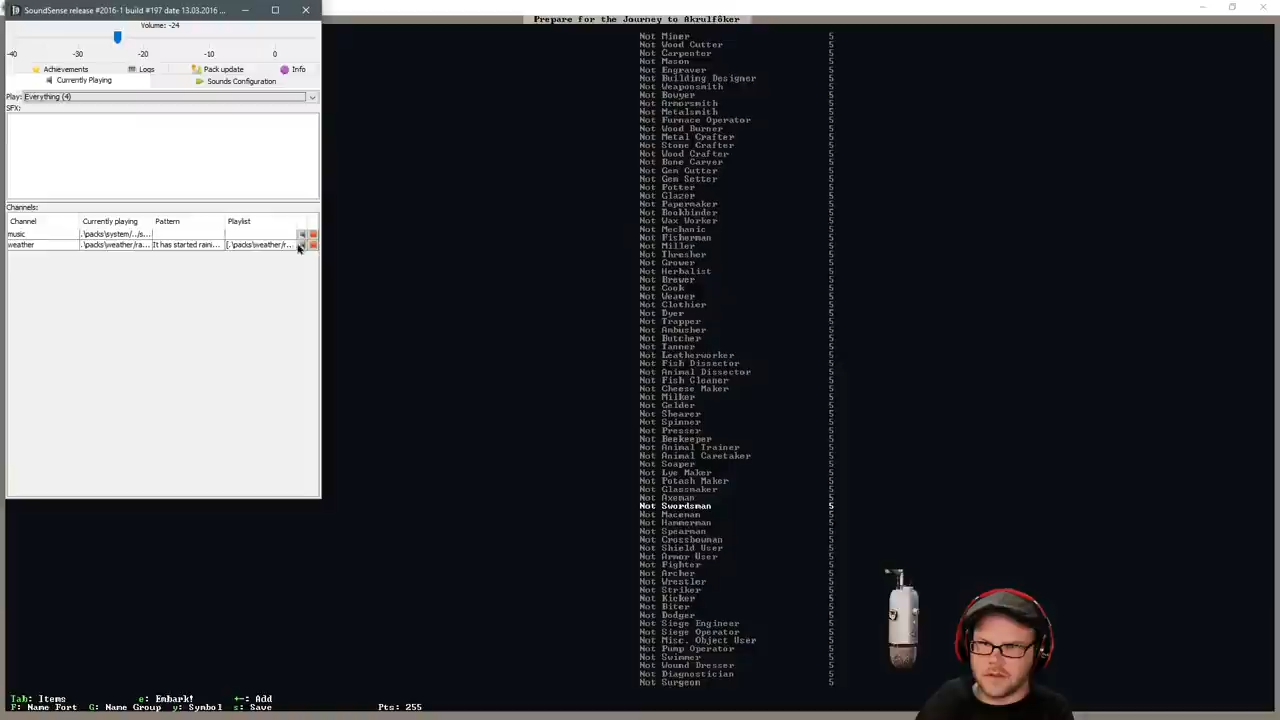 SoundSense release #2016-1 build #197 date 13.03.2016 ...
Volume: -24
-40 -30 -20 -10 0
Achievements Logs Pack update Info
Currently Playing Sounds Configuration
Play: Everything (4)
SFX:
Channels:
Channel Currently playing Pattern Playlist
music .\packs\system/../s...
weather .\packs\weather/ra... It has started raini... [.\packs\weather/r...
Prepare for the Journey to Akrulföker
Not Miner 5
Not Wood Cutter 5
Not Carpenter 5
Not Mason 5
Not Engraver 5
Not Building Designer 5
Not Weaponsmith 5
Not Bowyer 5
Not Armorsmith 5
Not Metalsmith 5
Not Furnace Operator 5
Not Wood Burner 5
Not Metal Crafter 5
Not Stone Crafter 5
Not Wood Crafter 5
Not Bone Carver 5
Not Gem Cutter 5
Not Gem Setter 5
Not Potter 5
Not Glazer 5
Not Papermaker 5
Not Bookbinder 5
Not Wax Worker 5
Not Mechanic 5
Not Fisherman 5
Not Miller 5
Not Thresher 5
Not Grower 5
Not Herbalist 5
Not Brewer 5
Not Cook 5
Not Weaver 5
Not Clothier 5
Not Dyer 5
Not Trapper 5
Not Ambusher 5
Not Butcher 5
Not Tanner 5
Not Leatherworker 5
Not Fish Dissector 5
Not Animal Dissector 5
Not Fish Cleaner 5
Not Cheese Maker 5
Not Milker 5
Not Gelder 5
Not Shearer 5
Not Spinner 5
Not Presser 5
Not Beekeeper 5
Not Animal Trainer 5
Not Animal Caretaker 5
Not Soaper 5
Not Lye Maker 5
Not Potash Maker 5
Not Glassmaker 5
Not Axeman 5
Not Swordsman 5
Not Maceman 5
Not Hammerman 5
Not Spearman 5
Not Crossbowman 5
Not Shield User 5
Not Armor User 5
Not Fighter 5
Not Archer 5
Not Wrestler 5
Not Striker 5
Not Kicker 5
Not Biter 5
Not Dodger 5
Not Siege Engineer 5
Not Siege Operator 5
Not Misc. Object User 5
Not Pump Operator 5
Not Swimmer 5
Not Wound Dresser 5
Not Diagnostician 5
Not Surgeon 5
Tab: Items e: Embark! +-: Add
F: Name Fort G: Name Group y: Symbol s: Save Pts: 255